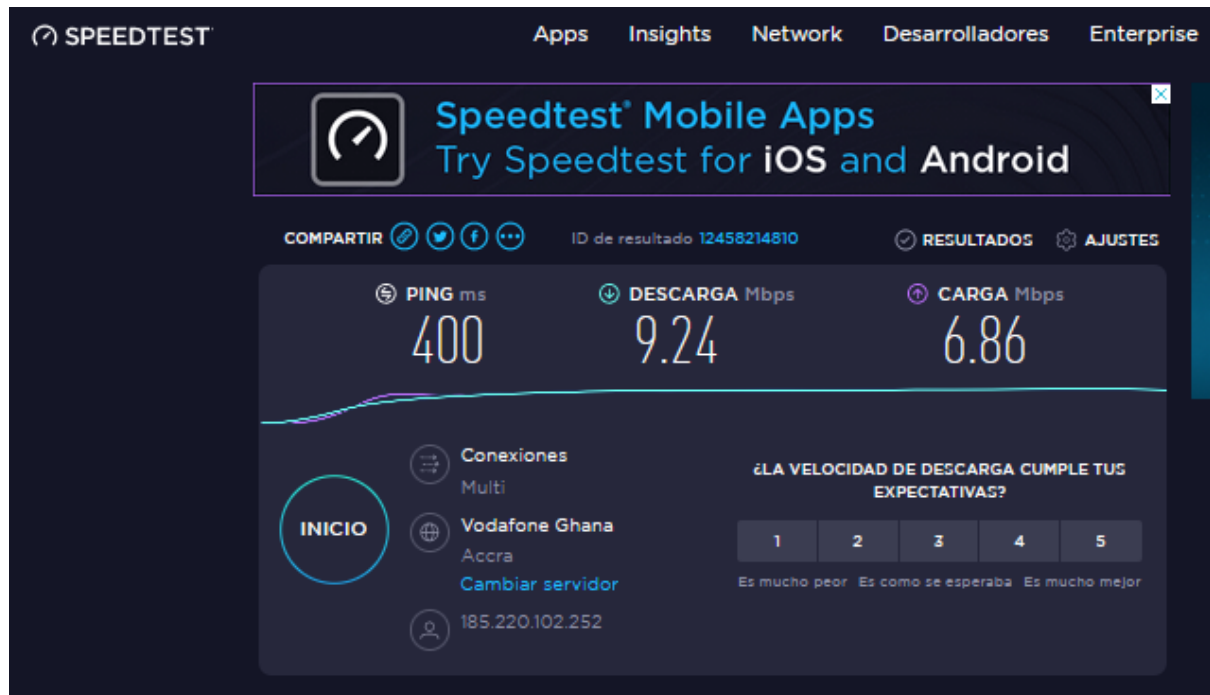 SPEEDTEST Apps Insights Network Desarrolladores Enterprise
Speedtest® Mobile Apps
Try Speedtest for iOS and Android
COMPARTIR ID de resultado 12458214810 RESULTADOS AJUSTES
PING ms DESCARGA Mbps CARGA Mbps
400 9.24 6.86
INICIO
Conexiones
Multi
Vodafone Ghana
Accra
Cambiar servidor
185.220.102.252
¿LA VELOCIDAD DE DESCARGA CUMPLE TUS
EXPECTATIVAS?
1 2 3 4 5
Es mucho peor Es como se esperaba Es mucho mejor